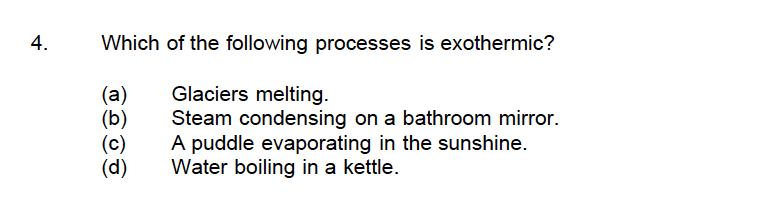 4. Which of the following processes is exothermic?
(a) Glaciers melting.
(b) Steam condensing on a bathroom mirror.
(c) A puddle evaporating in the sunshine.
(d) Water boiling in a kettle.